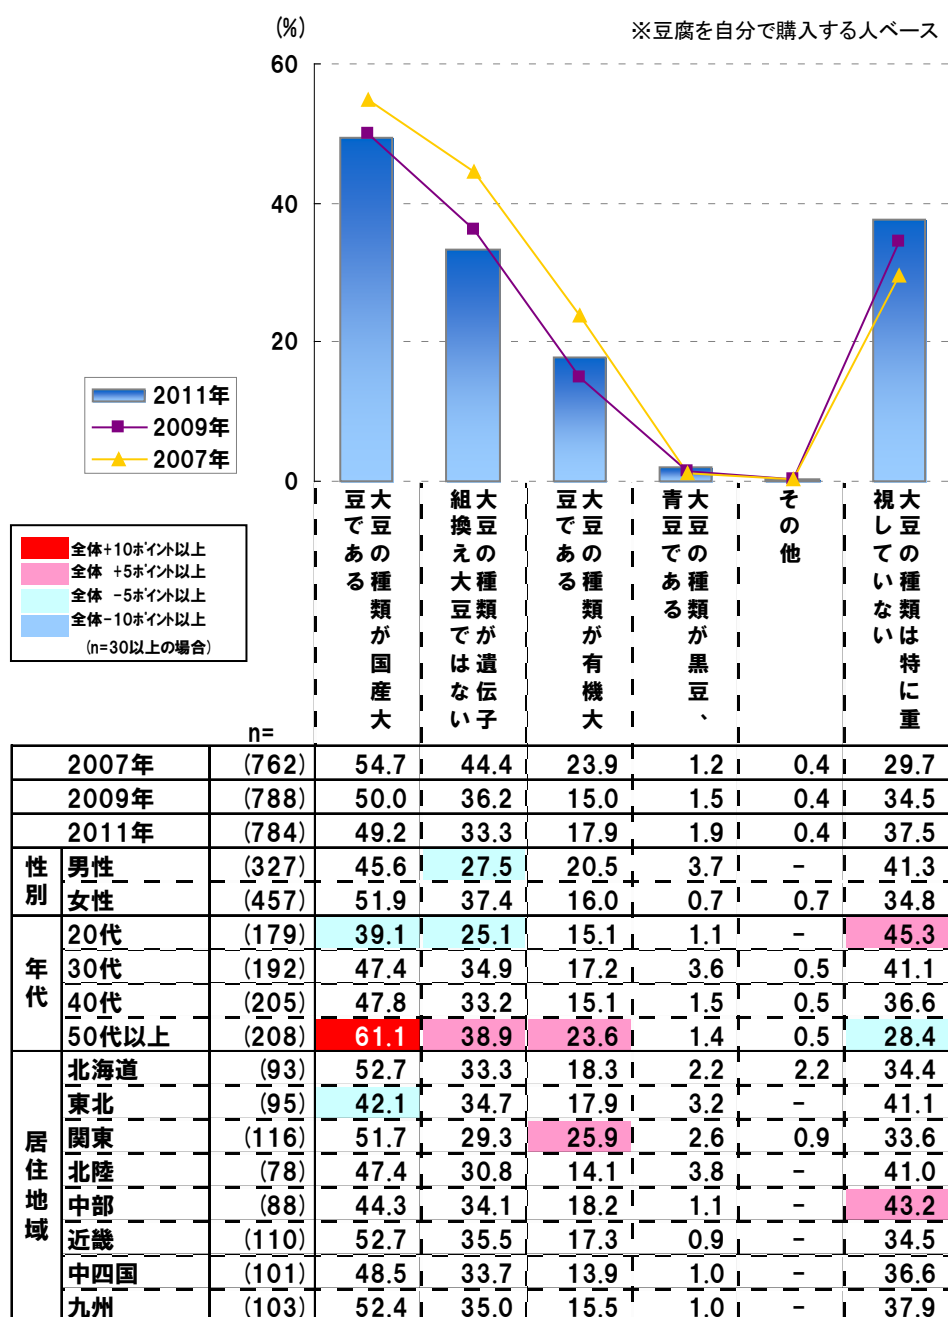 (%)
※豆腐を自分で購入する人ベース
60
40
20
0
2011年
2009年
2007年
全体+10ポイント以上
全体 +5ポイント以上
全体 -5ポイント以上
全体-10ポイント以上
(n=30以上の場合)
大豆の種類が国産大
豆である
大豆の種類が遺伝子
組換え大豆ではない
大豆の種類が有機大
豆である
大豆の種類が黒豆、
青豆である
その他
大豆の種類は特に重
視していない
n=
2007年 (762) 54.7 44.4 23.9 1.2 0.4 29.7
2009年 (788) 50.0 36.2 15.0 1.5 0.4 34.5
2011年 (784) 49.2 33.3 17.9 1.9 0.4 37.5
性別
男性 (327) 45.6 27.5 20.5 3.7 - 41.3
女性 (457) 51.9 37.4 16.0 0.7 0.7 34.8
年代
20代 (179) 39.1 25.1 15.1 1.1 - 45.3
30代 (192) 47.4 34.9 17.2 3.6 0.5 41.1
40代 (205) 47.8 33.2 15.1 1.5 0.5 36.6
50代以上 (208) 61.1 38.9 23.6 1.4 0.5 28.4
居住地域
北海道 (93) 52.7 33.3 18.3 2.2 2.2 34.4
東北 (95) 42.1 34.7 17.9 3.2 - 41.1
関東 (116) 51.7 29.3 25.9 2.6 0.9 33.6
北陸 (78) 47.4 30.8 14.1 3.8 - 41.0
中部 (88) 44.3 34.1 18.2 1.1 - 43.2
近畿 (110) 52.7 35.5 17.3 0.9 - 34.5
中四国 (101) 48.5 33.7 13.9 1.0 - 36.6
九州 (103) 52.4 35.0 15.5 1.0 - 37.9